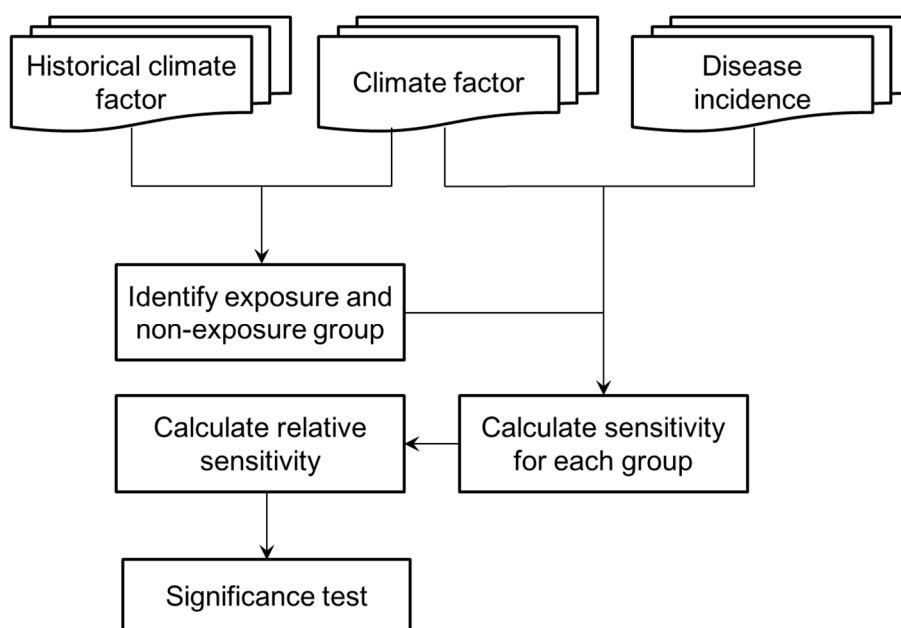 Historical climate
factor
Climate factor
Disease
incidence
Identify exposure and
non-exposure group
Calculate relative
sensitivity
Calculate sensitivity
for each group
Significance test